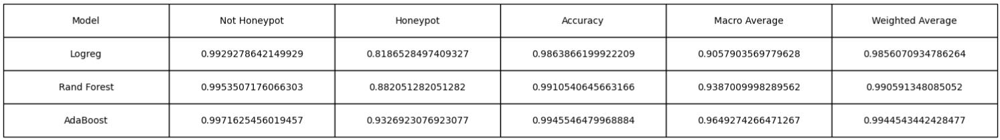 Model Not Honeypot Honeypot Accuracy Macro Average Weighted Average
Logreg 0.9929278642149929 0.8186528497409327 0.9863866199922209 0.9057903569779628 0.9856070934786264
Rand Forest 0.9953507176066303 0.882051282051282 0.9910540645663166 0.9387009998289562 0.990591348085052
AdaBoost 0.9971625456019457 0.9326923076923077 0.9945546479968884 0.9649274266471267 0.9944543442428477